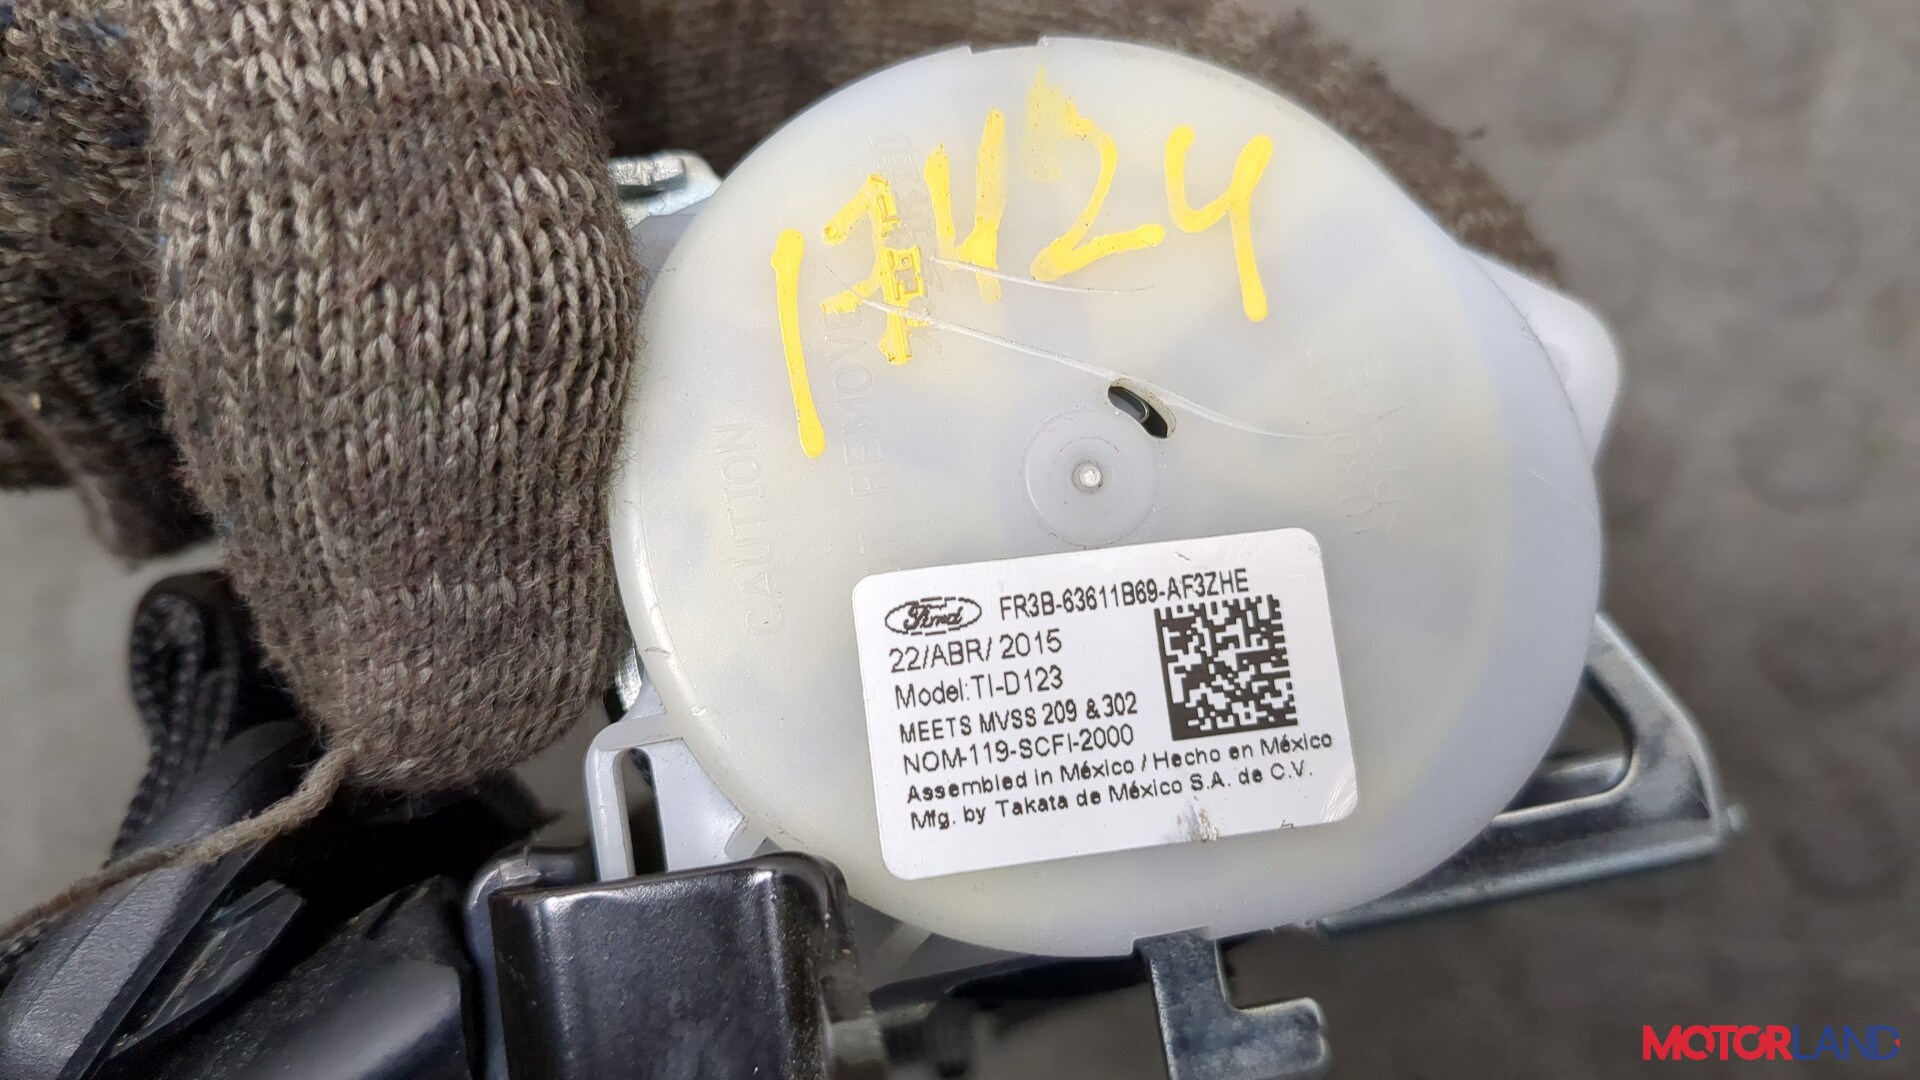 17424
CAUTION
T REMOVE
Ford
FR3B-63611B69-AF3ZHE
22/ABR/ 2015
Model:TI-D123
MEETS MVSS 209 & 302
NOM-119-SCFI-2000
Assembled in México / Hecho en México
Mfg. by Takata de México S.A. de C.V.
MOTORLAND